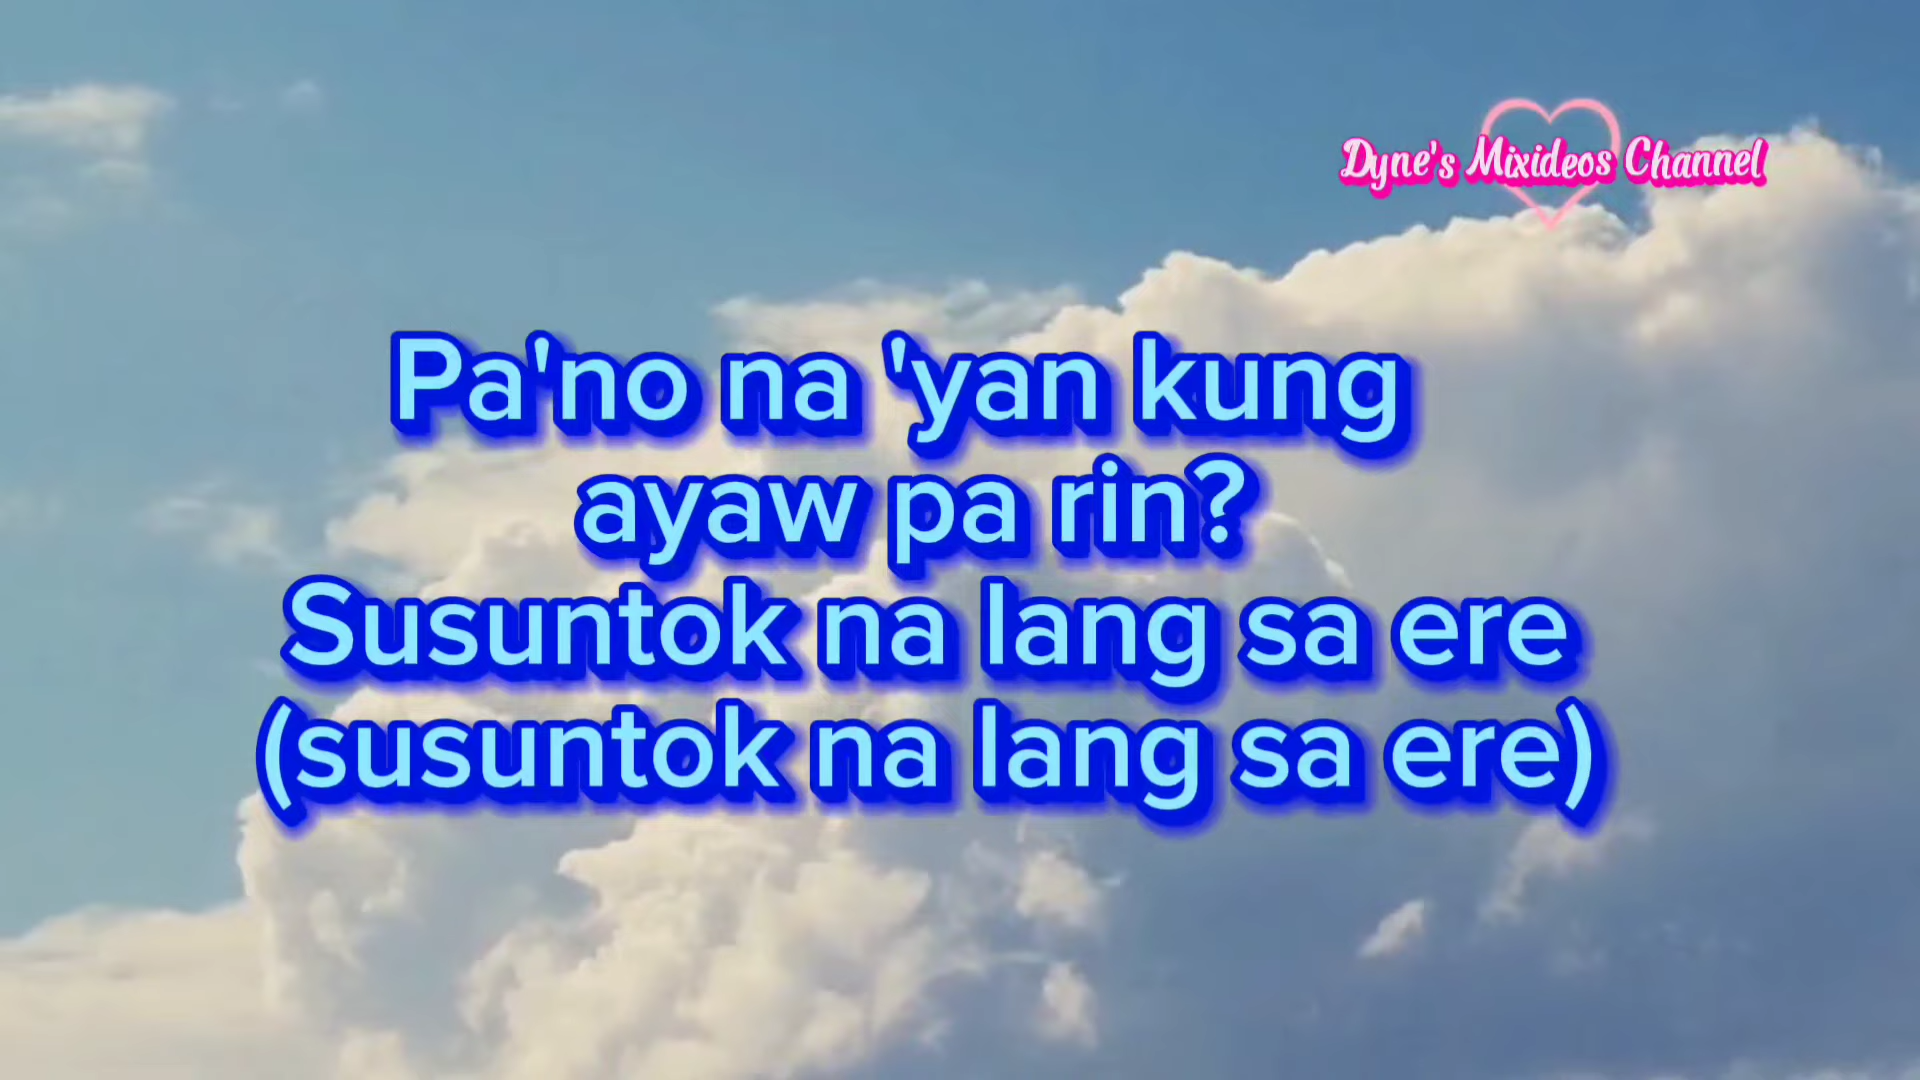 Dyne's Mixideos Channel
Pa'no na 'yan kung
ayaw pa rin?
Susuntok na lang sa ere
(susuntok na lang sa ere)